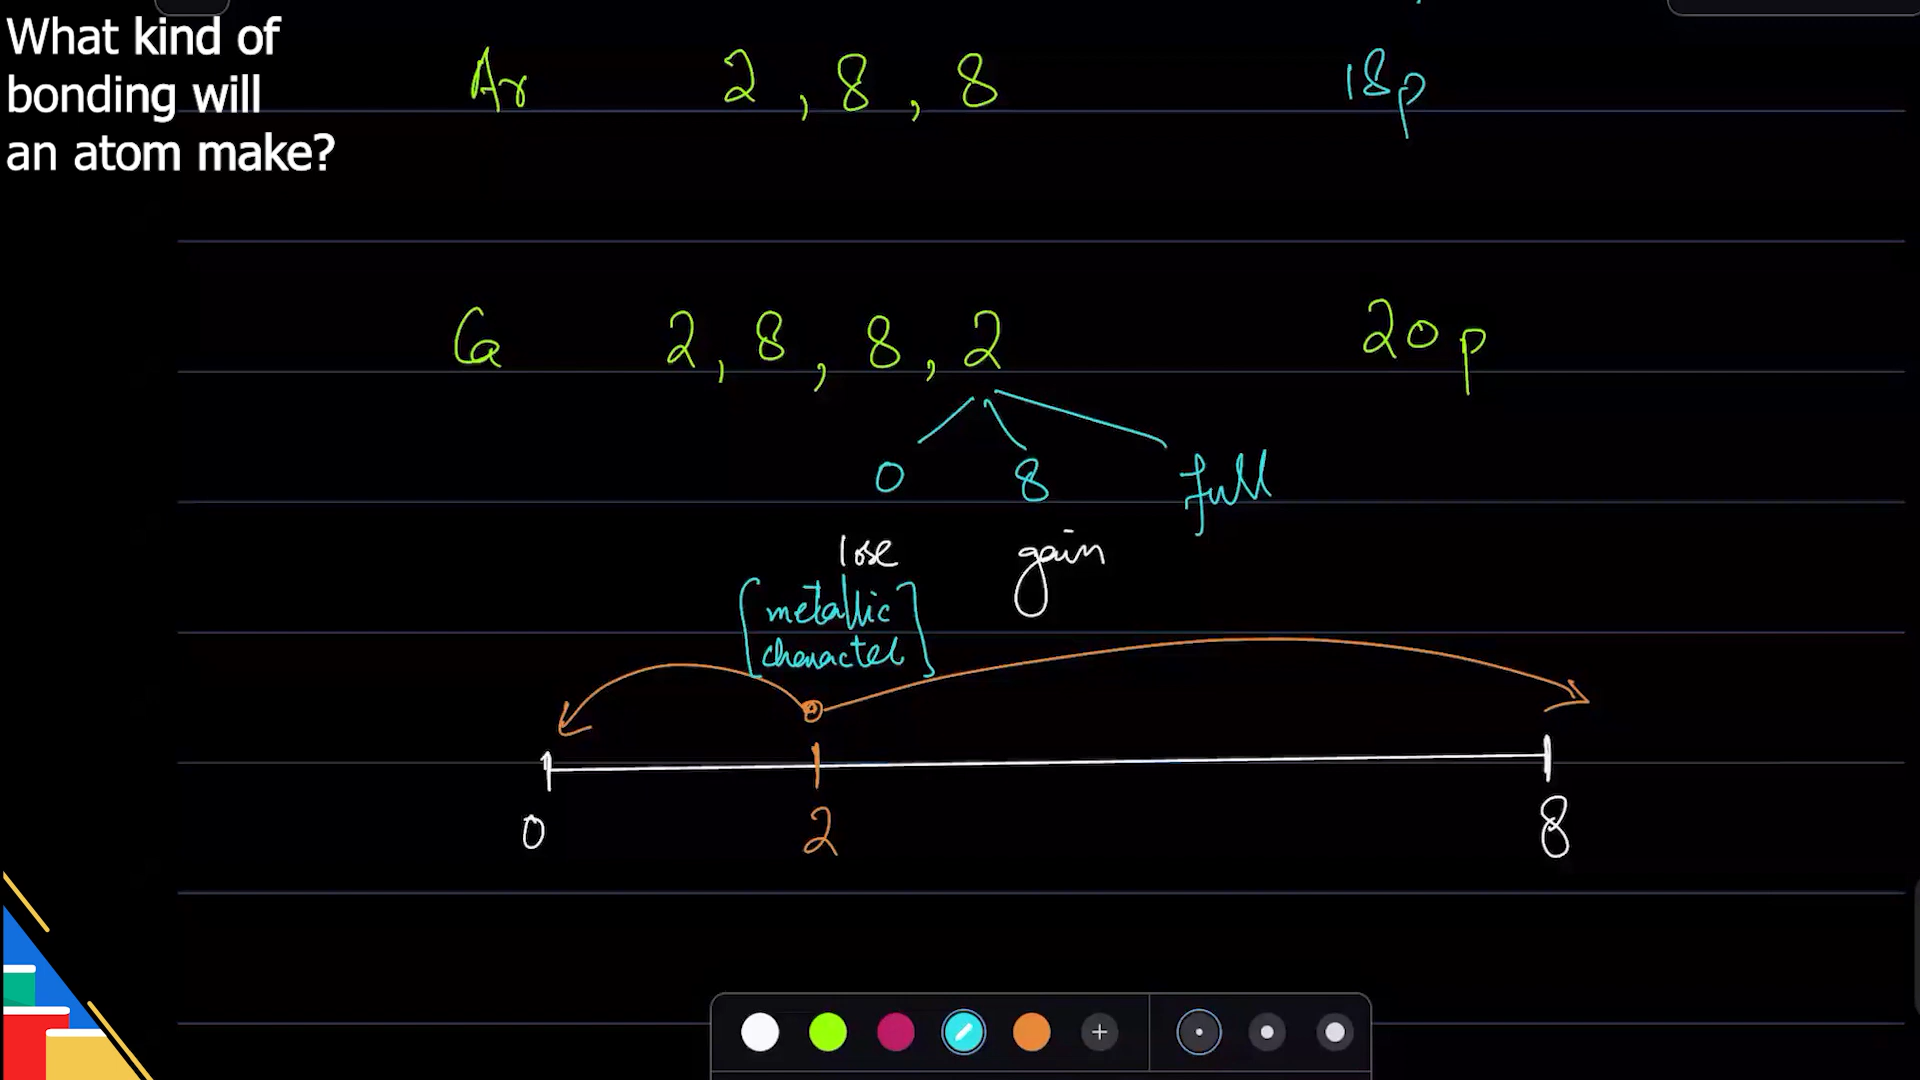 What kind of
bonding will
an atom make?
Ar 2 , 8 , 8 18p
Ca 2 , 8 , 8 , 2 20p
0 8 full
lose gain
[metallic
character]
0 2 8